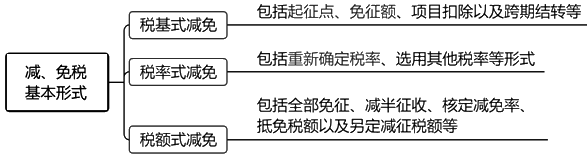 减、免税
基本形式
税基式减免
包括起征点、免征额、项目扣除以及跨期结转等
税率式减免
包括重新确定税率、选用其他税率等形式
税额式减免
包括全部免征、减半征收、核定减免率、
抵免税额以及另定减征税额等